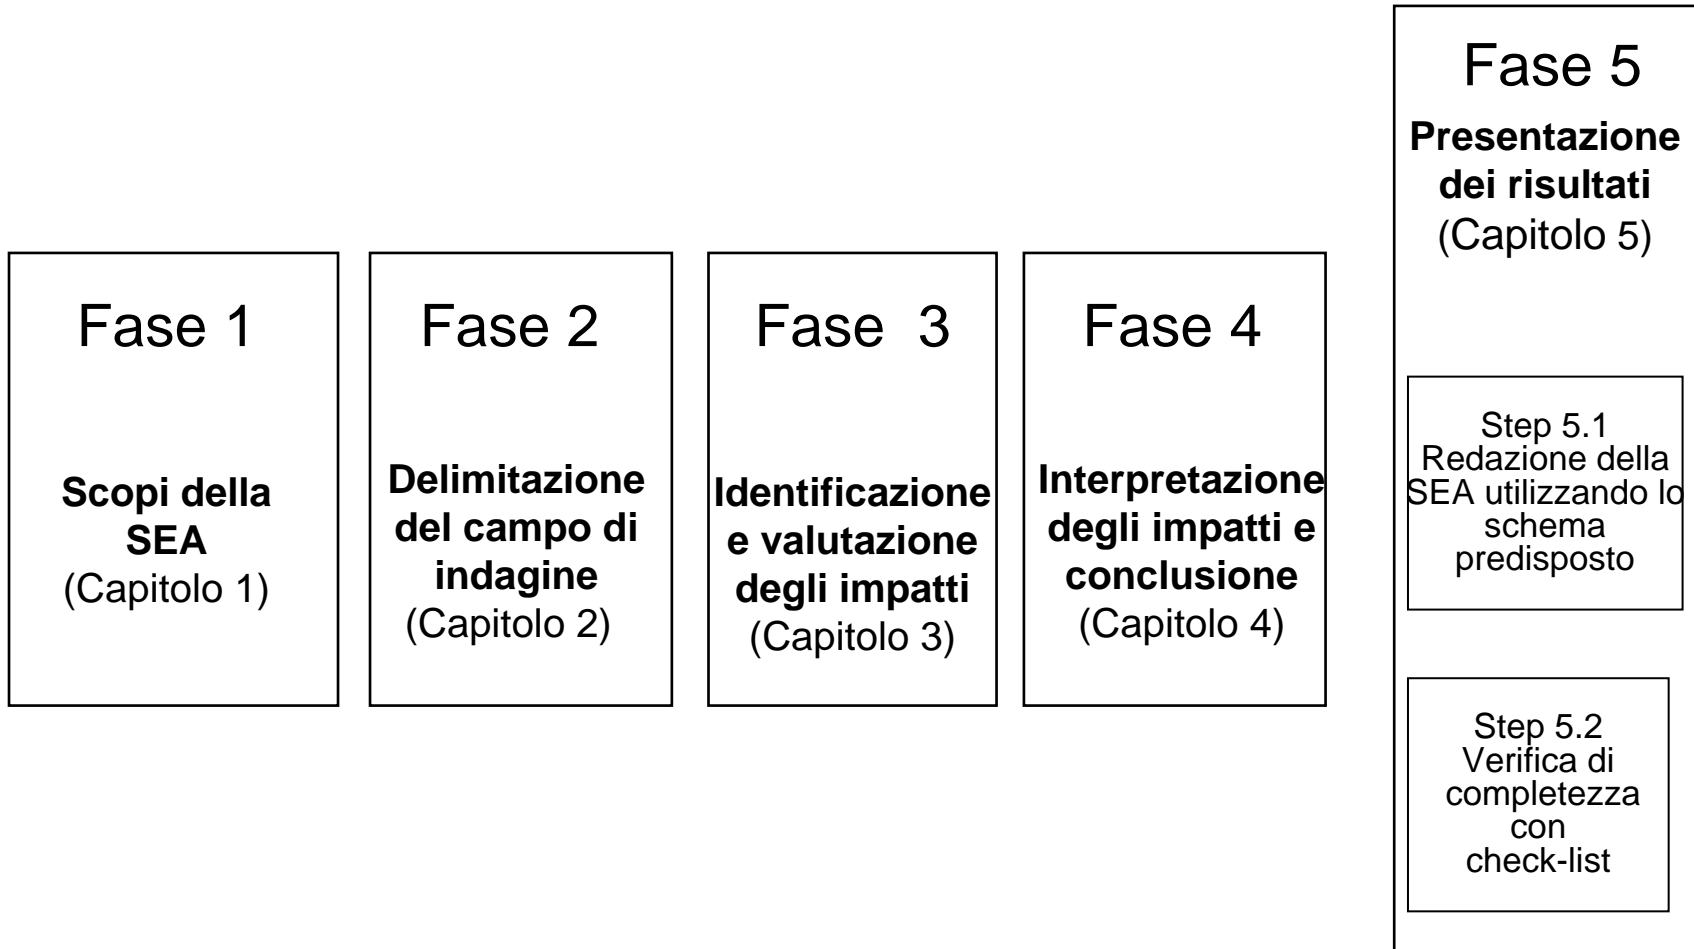 Fase 1
Scopi della
SEA
(Capitolo 1)
Fase 2
Delimitazione
del campo di
indagine
(Capitolo 2)
Fase 3
Identificazione
e valutazione
degli impatti
(Capitolo 3)
Fase 4
Interpretazione
degli impatti e
conclusione
(Capitolo 4)
Fase 5
Presentazione
dei risultati
(Capitolo 5)
Step 5.1
Redazione della
SEA utilizzando lo
schema
predisposto
Step 5.2
Verifica di
completezza
con
check-list